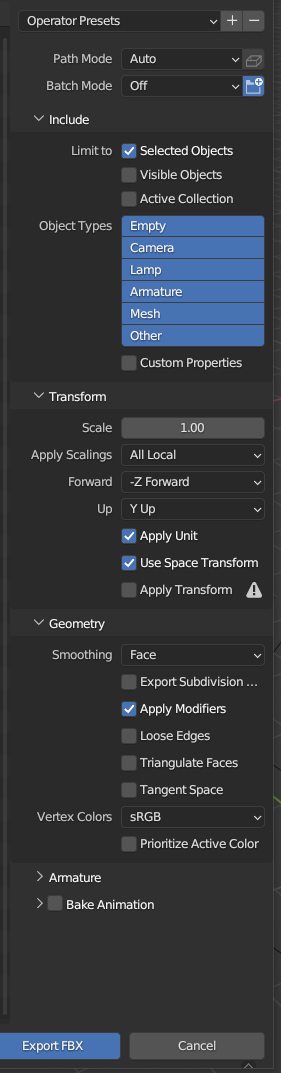 Operator Presets
Path Mode Auto
Batch Mode Off
Include
Limit to Selected Objects
Visible Objects
Active Collection
Object Types Empty
Camera
Lamp
Armature
Mesh
Other
Custom Properties
Transform
Scale 1.00
Apply Scalings All Local
Forward -Z Forward
Up Y Up
Apply Unit
Use Space Transform
Apply Transform
Geometry
Smoothing Face
Export Subdivision ...
Apply Modifiers
Loose Edges
Triangulate Faces
Tangent Space
Vertex Colors sRGB
Prioritize Active Color
Armature
Bake Animation
Export FBX Cancel